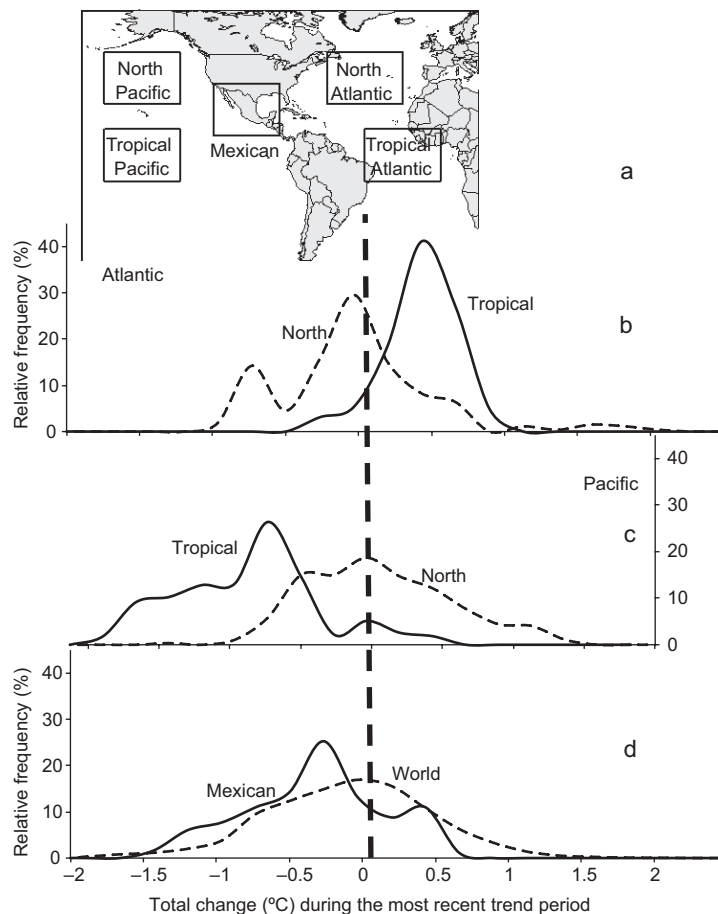 North
Pacific
North
Atlantic
Tropical
Pacific
Mexican
Tropical
Atlantic
a
Atlantic
Relative frequency (%)
40
30
20
10
0
North
Tropical
b
Pacific
40
30
20
10
0
Tropical
North
c
Relative frequency (%)
40
30
20
10
0
Mexican
World
d
–2 –1.5 –1 –0.5 0 0.5 1 1.5 2
Total change (ºC) during the most recent trend period